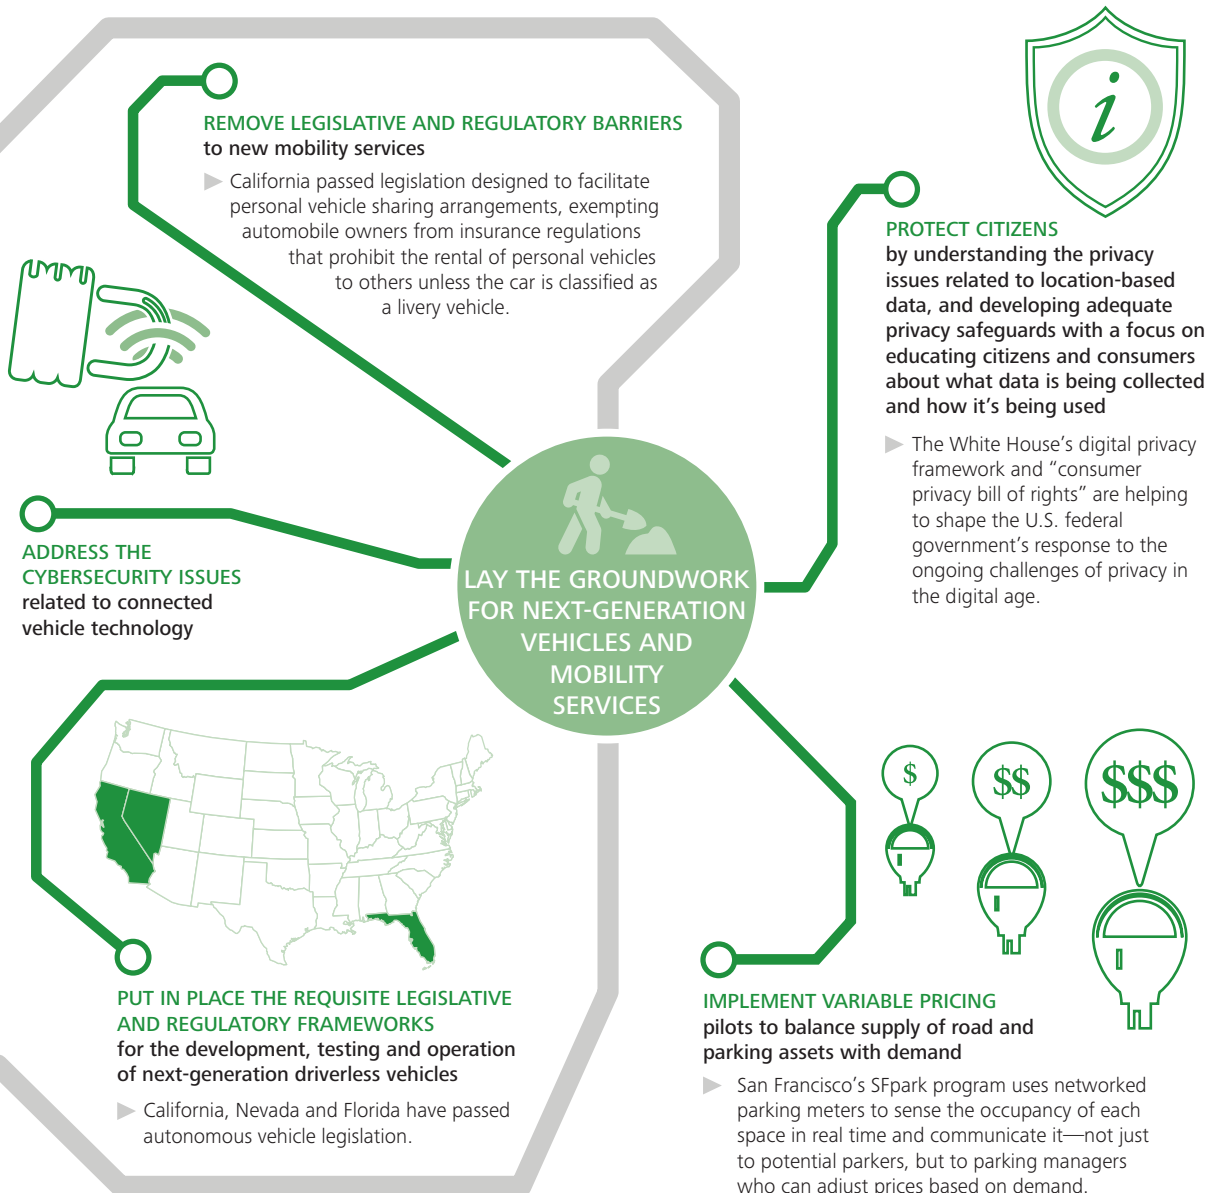 REMOVE LEGISLATIVE AND REGULATORY BARRIERS
to new mobility services
California passed legislation designed to facilitate
personal vehicle sharing arrangements, exempting
automobile owners from insurance regulations
that prohibit the rental of personal vehicles
to others unless the car is classified as
a livery vehicle.
i
PROTECT CITIZENS
by understanding the privacy
issues related to location-based
data, and developing adequate
privacy safeguards with a focus on
educating citizens and consumers
about what data is being collected
and how it's being used
The White House's digital privacy
framework and “consumer
privacy bill of rights” are helping
to shape the U.S. federal
government's response to the
ongoing challenges of privacy in
the digital age.
ADDRESS THE
CYBERSECURITY ISSUES
related to connected
vehicle technology
LAY THE GROUNDWORK
FOR NEXT-GENERATION
VEHICLES AND
MOBILITY
SERVICES
$
$$
$$$
PUT IN PLACE THE REQUISITE LEGISLATIVE
AND REGULATORY FRAMEWORKS
for the development, testing and operation
of next-generation driverless vehicles
California, Nevada and Florida have passed
autonomous vehicle legislation.
IMPLEMENT VARIABLE PRICING
pilots to balance supply of road and
parking assets with demand
San Francisco's SFpark program uses networked
parking meters to sense the occupancy of each
space in real time and communicate it—not just
to potential parkers, but to parking managers
who can adjust prices based on demand.